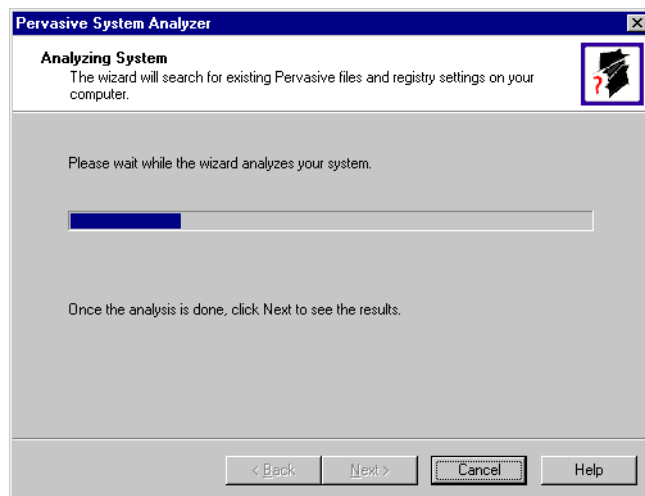 Pervasive System Analyzer
Analyzing System
The wizard will search for existing Pervasive files and registry settings on your
computer.
?
Please wait while the wizard analyzes your system.
Once the analysis is done, click Next to see the results.
< Back
Next >
Cancel
Help